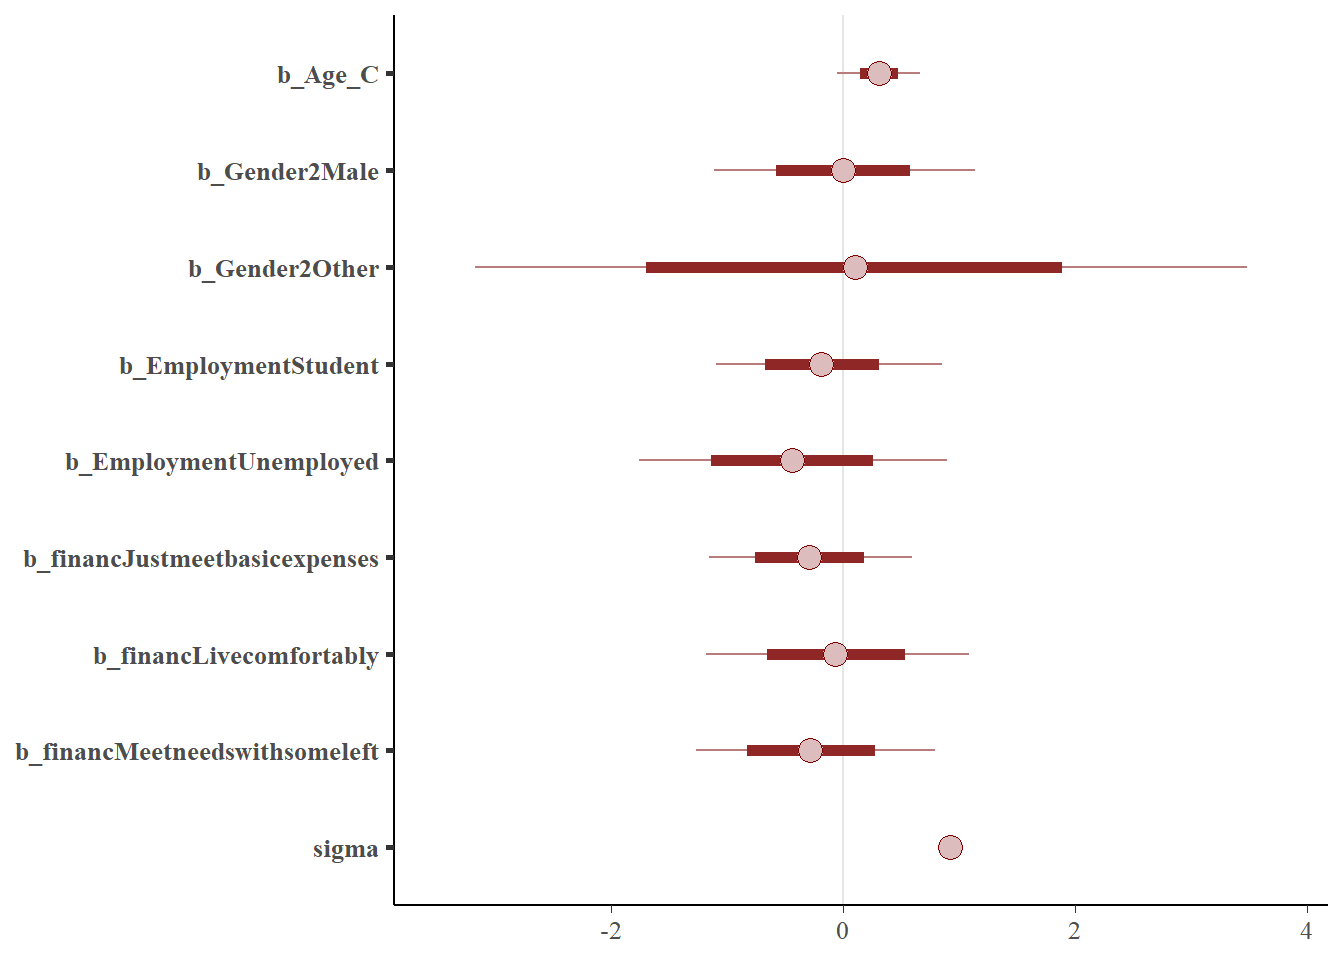 b_Age_C
b_Gender2Male
b_Gender2Other
b_EmploymentStudent
b_EmploymentUnemployed
b_financJustmeetbasicexpenses
b_financLivecomfortably
b_financMeetneedswithsomeleft
sigma
-2 0 2 4